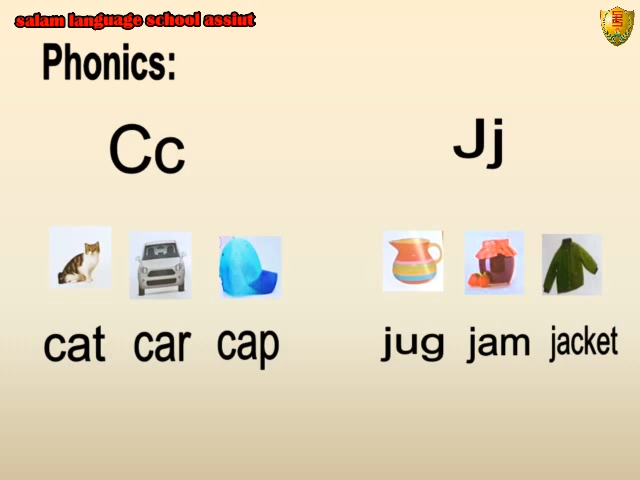 salam language school assiut
Phonics:
Cc
Jj
cat car cap
jug jam jacket